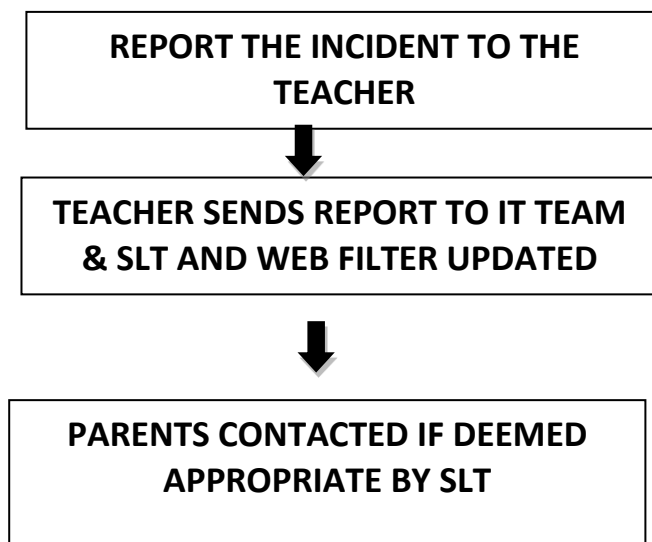 REPORT THE INCIDENT TO THE
TEACHER
TEACHER SENDS REPORT TO IT TEAM
& SLT AND WEB FILTER UPDATED
PARENTS CONTACTED IF DEEMED
APPROPRIATE BY SLT